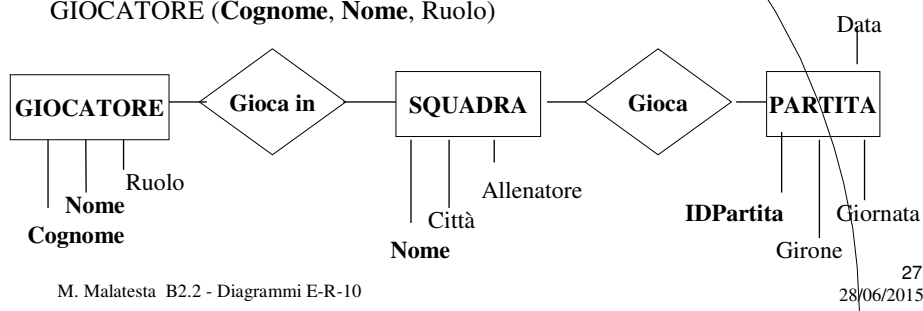 GIOCATORE (Cognome, Nome, Ruolo)
Data
GIOCATORE
Gioca in
SQUADRA
Gioca
PARTITA
Ruolo
Nome
Cognome
Allenatore
Città
Nome
IDPartita
Giornata
Girone
M. Malatesta B2.2 - Diagrammi E-R-10
27
28/06/2015